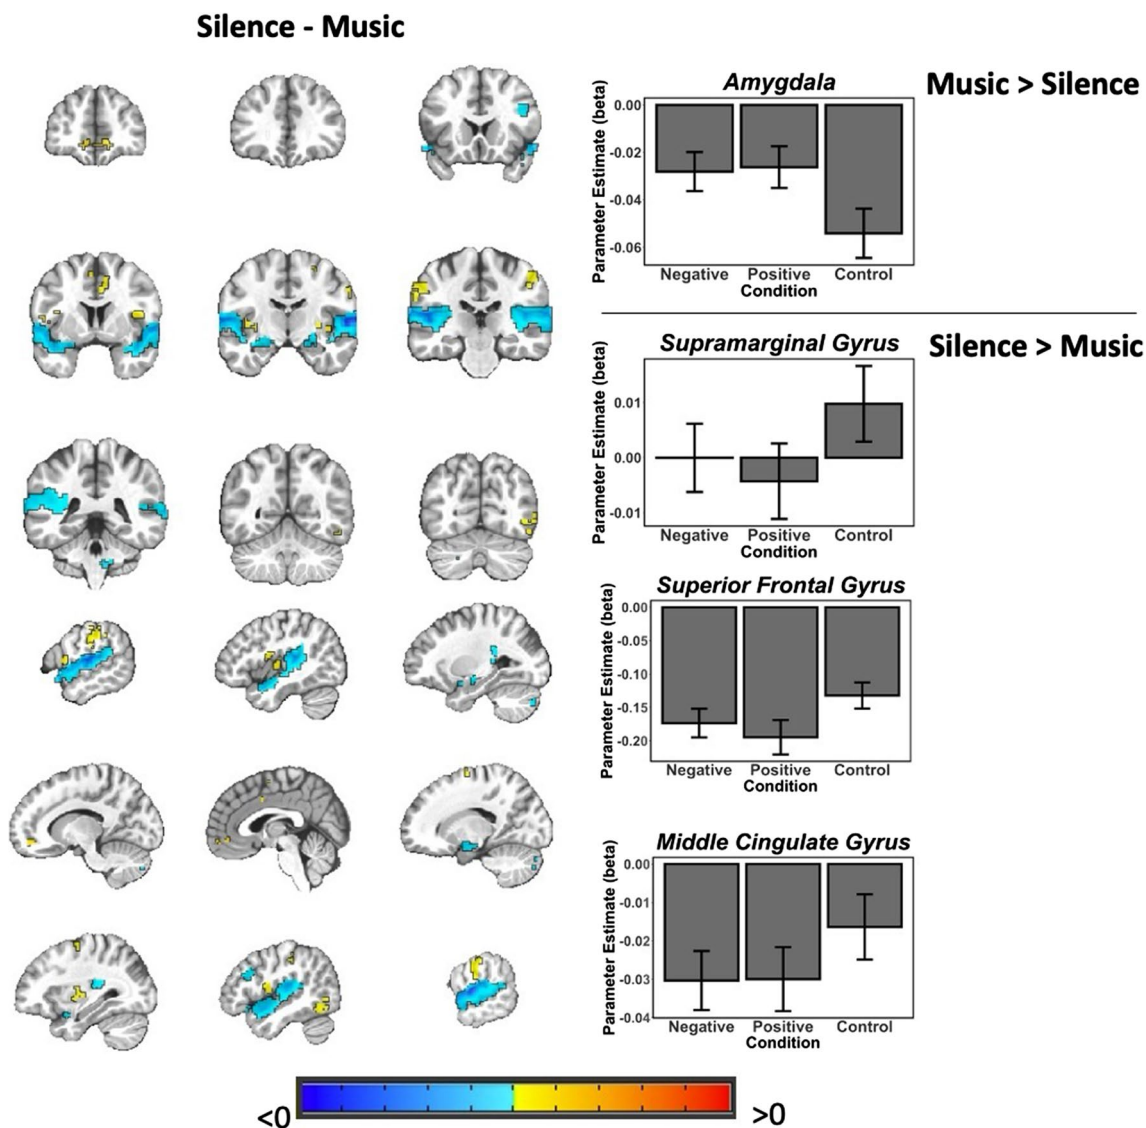 Silence - Music
Amygdala
Music > Silence
Parameter Estimate (beta)
0.00
-0.02
-0.04
-0.06
Negative Positive Control
Condition
Supramarginal Gyrus
Silence > Music
Parameter Estimate (beta)
0.01
0.00
-0.01
Negative Positive Control
Condition
Superior Frontal Gyrus
Parameter Estimate (beta)
0.00
-0.05
-0.10
-0.15
-0.20
Negative Positive Control
Condition
Middle Cingulate Gyrus
Parameter Estimate (beta)
0.00
-0.01
-0.02
-0.03
-0.04
Negative Positive Control
Condition
<0 >0